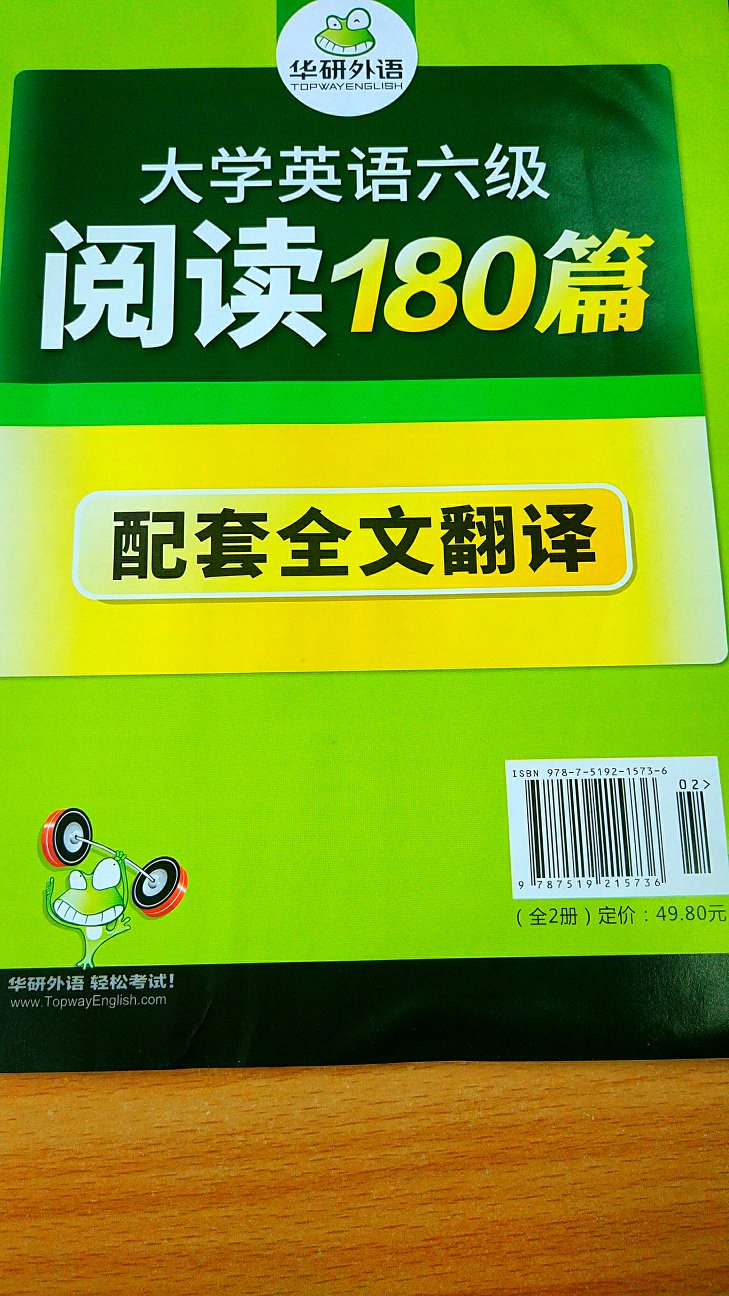 华研外语
TOPWAYENGLISH
大学英语六级
阅读180篇
配套全文翻译
ISBN 978-7-5192-1573-6
02>
9 787519 215736
（全2册）定价：49.80元
华研外语 轻松考试！
www.TopwayEnglish.com